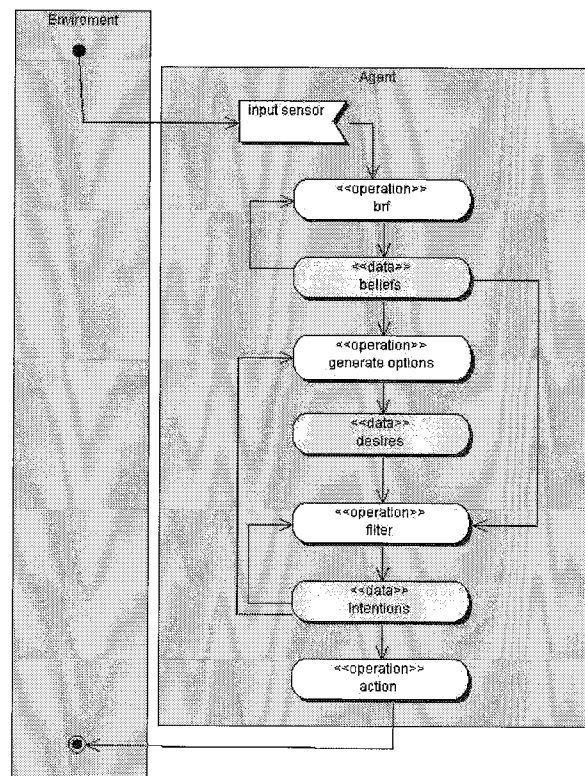 Enviroment
Agent
input sensor
<<operation>>
brf
<<data>>
beliefs
<<operation>>
generate options
<<data>>
desires
<<operation>>
filter
<<data>>
Intentions
<<operation>>
action